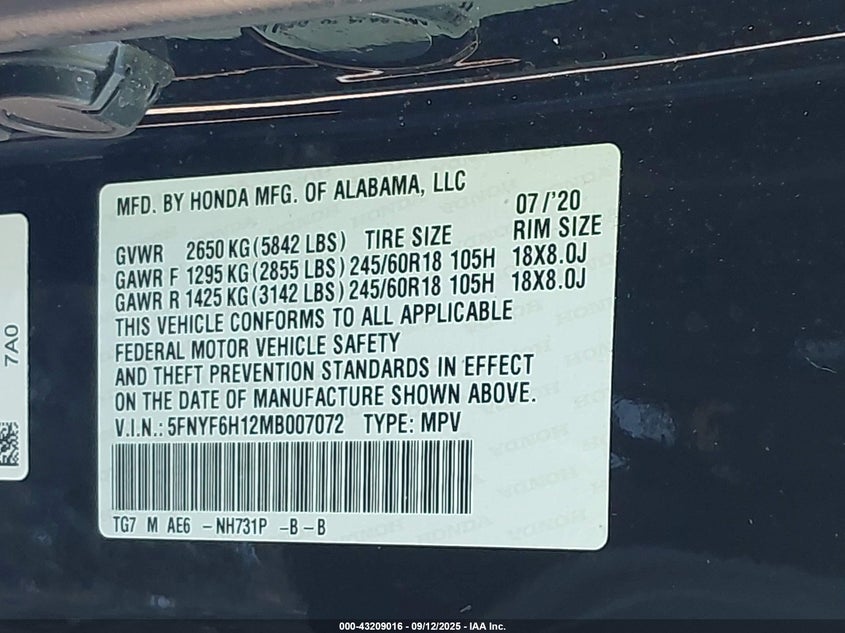 MFD. BY HONDA MFG. OF ALABAMA, LLC
07/'20
GVWR 2650 KG (5842 LBS) TIRE SIZE RIM SIZE
GAWR F 1295 KG (2855 LBS) 245/60R18 105H 18X8.0J
GAWR R 1425 KG (3142 LBS) 245/60R18 105H 18X8.0J
THIS VEHICLE CONFORMS TO ALL APPLICABLE
FEDERAL MOTOR VEHICLE SAFETY
AND THEFT PREVENTION STANDARDS IN EFFECT
ON THE DATE OF MANUFACTURE SHOWN ABOVE.
V.I.N.: 5FNYF6H12MB007072 TYPE: MPV
TG7 M AE6 -NH731P -B-B
7A0
000-43209016 - 09/12/2025 - IAA Inc.